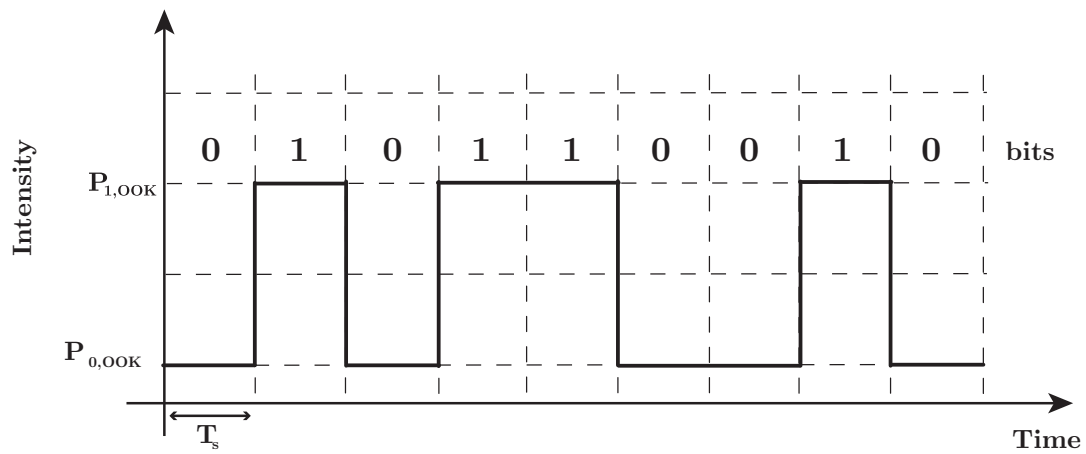 0 1 0 1 1 0 0 1 0 bits
P1,OOK
Intensity
P0,OOK
Ts
Time